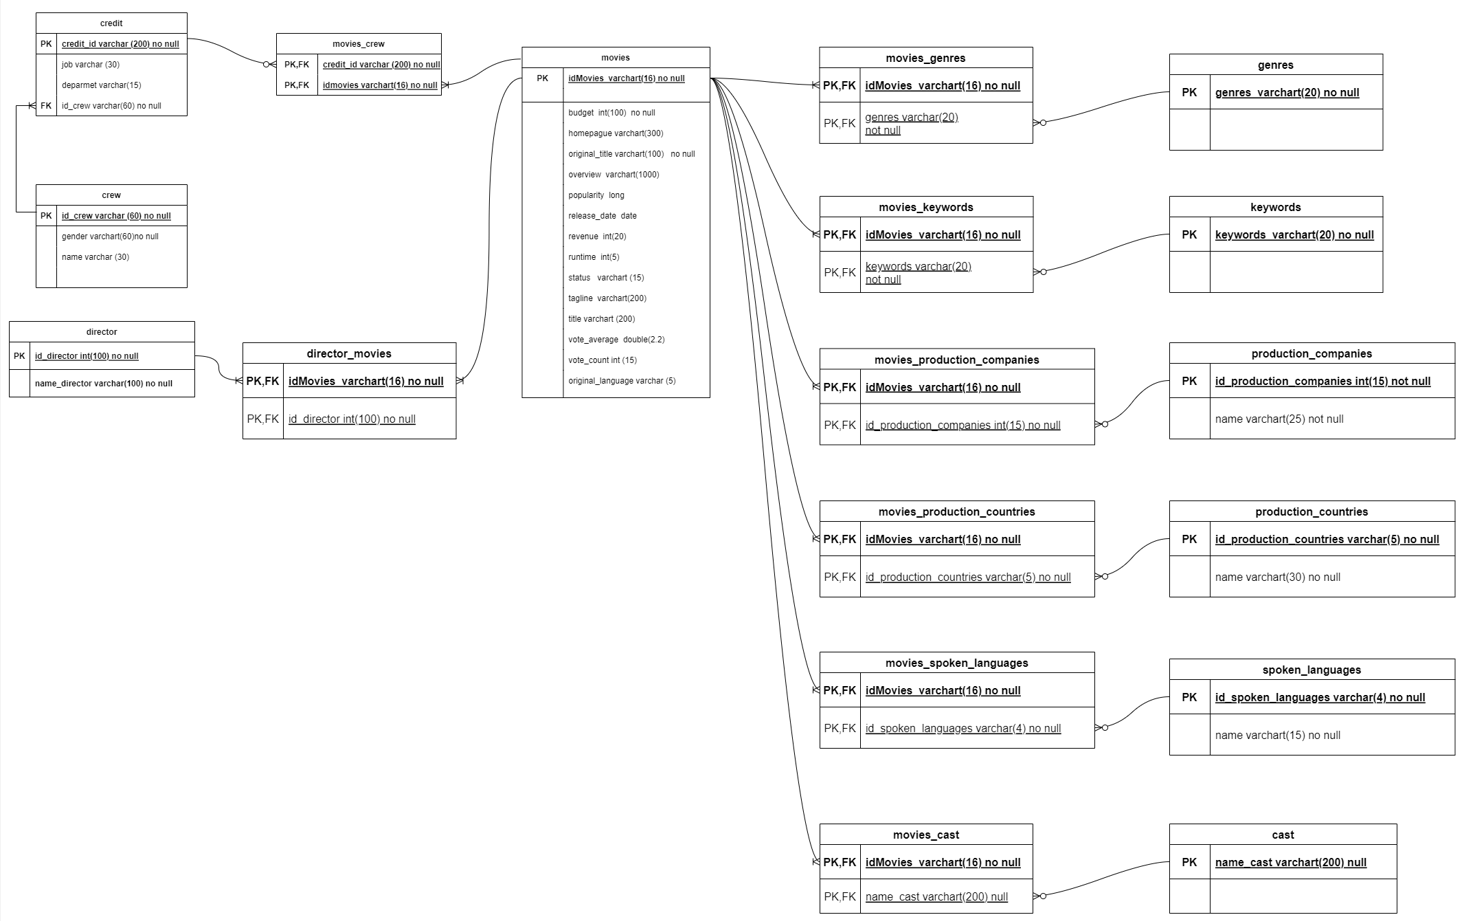 credit
PK credit_id varchar (200) no null
job varchar (30)
deparmet varchar(15)
FK id_crew varchar(60) no null
crew
PK id_crew varchar (60) no null
gender varchart(60)no null
name varchar (30)
director
PK id_director int(100) no null
name_director varchar(100) no null
movies_crew
PK,FK credit_id varchar (200) no null
PK,FK idmovies varchart(16) no null
director_movies
PK,FK idMovies varchart(16) no null
PK,FK id_director int(100) no null
movies
PK idMovies varchart(16) no null
budget int(100) no null
homepague varchart(300)
original_title varchart(100) no null
overview varchart(1000)
popularity long
release_date date
revenue int(20)
runtime int(5)
status varchart (15)
tagline varchart(200)
title varchart (200)
vote_average double(2.2)
vote_count int (15)
original_language varchar (5)
movies_genres
PK,FK idMovies varchart(16) no null
PK,FK genres varchar(20)
not null
genres
PK genres varchart(20) no null
movies_keywords
PK,FK idMovies varchart(16) no null
PK,FK keywords varchar(20)
not null
keywords
PK keywords varchart(20) no null
movies_production_companies
PK,FK idMovies varchart(16) no null
PK,FK id_production_companies int(15) no null
production_companies
PK id_production_companies int(15) not null
name varchart(25) not null
movies_production_countries
PK,FK idMovies varchart(16) no null
PK,FK id_production_countries varchar(5) no null
production_countries
PK id_production_countries varchar(5) no null
name varchart(30) no null
movies_spoken_languages
PK,FK idMovies varchart(16) no null
PK,FK id_spoken_languages varchar(4) no null
spoken_languages
PK id_spoken_languages varchar(4) no null
name varchart(15) no null
movies_cast
PK,FK idMovies varchart(16) no null
PK,FK name_cast varchart(200) null
cast
PK name_cast varchart(200) null